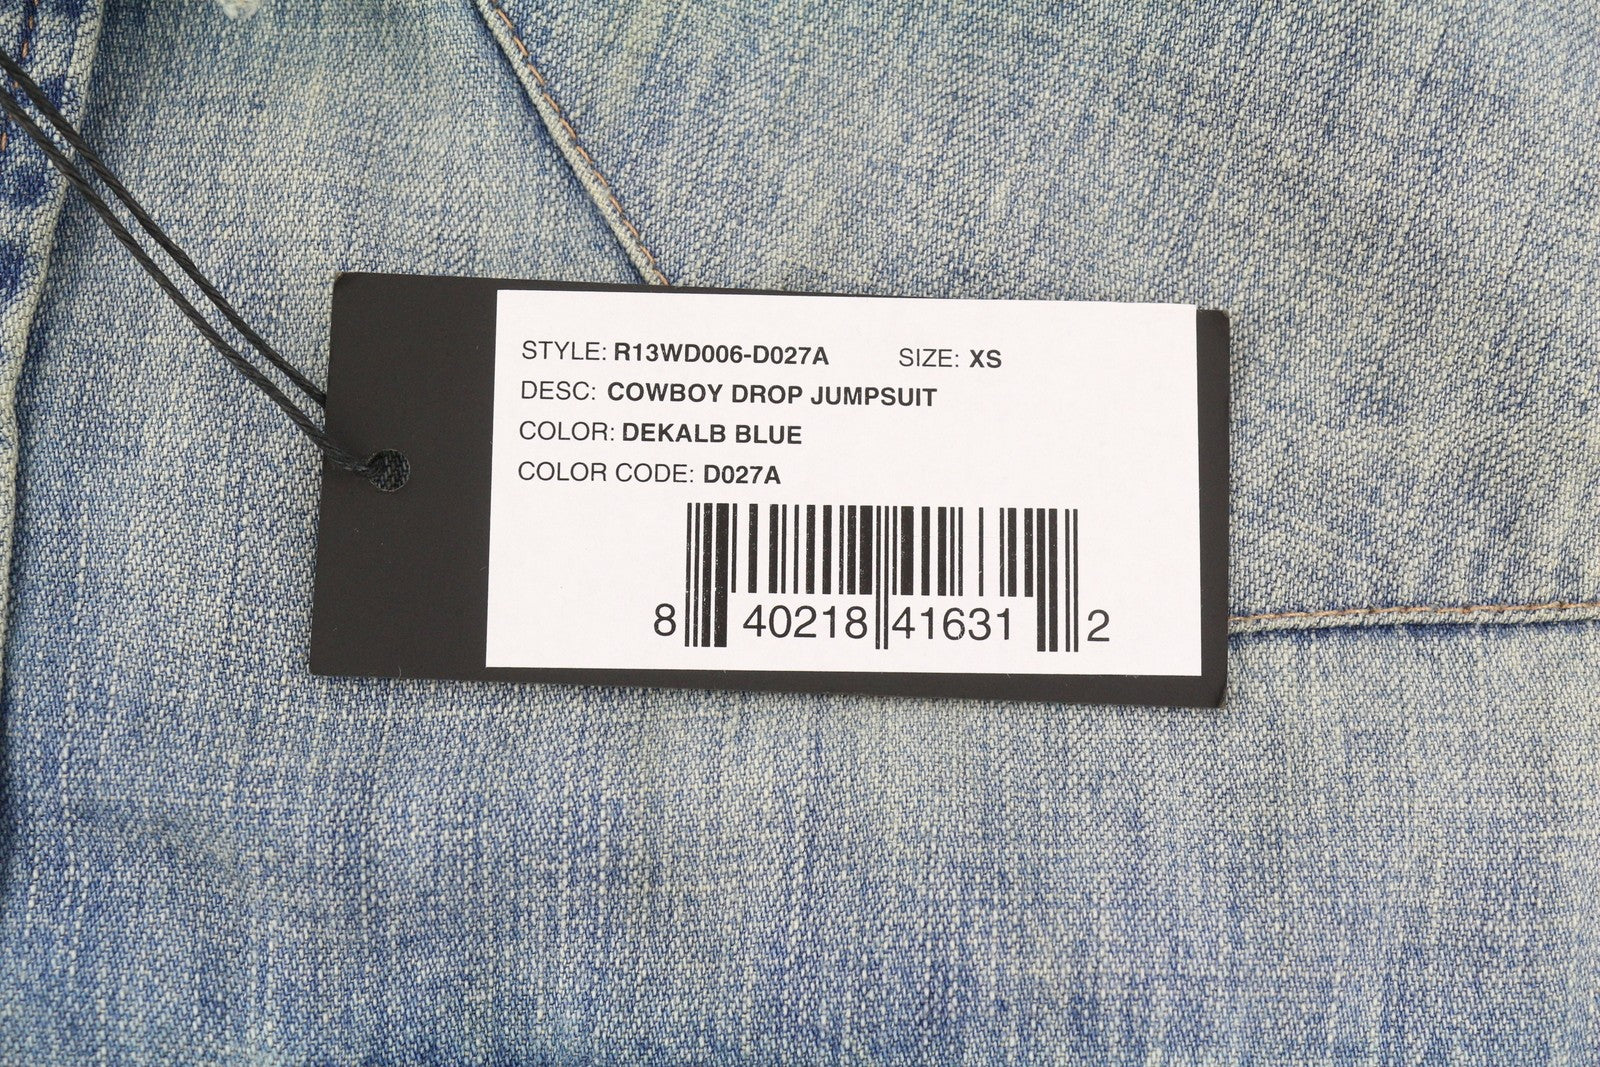 STYLE: R13WD006-D027A SIZE: XS
DESC: COWBOY DROP JUMPSUIT
COLOR: DEKALB BLUE
COLOR CODE: D027A
8 40218 41631 2